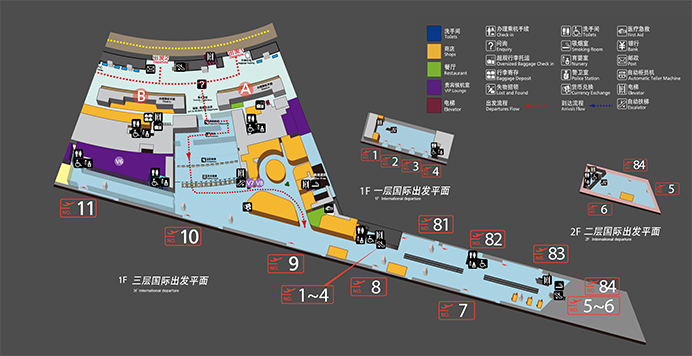 洗手间
Toilets
商店
Shops
餐厅
Restaurant
贵宾候机室
VIP Lounge
电梯
Elevator
办理乘机手续
Check-in
问询
Enquiry
超规行李托运
Oversized Baggage Check-in
行李寄存
Baggage Deposit
失物招领
Lost and Found
出发流程
Departures Flow
洗手间
Toilets
吸烟室
Smoking Room
育婴室
Nursery
警卫室
Police Station
货币兑换
Currency Exchange
到达流程
Arrivals Flow
医疗急救
First Aid
银行
Bank
邮政
Post
自动柜员机
Automatic Teller Machine
电梯
Elevator
自动扶梯
Escalator
B
A
V6
V7
V8
1
2
3
4
1F 一层国际出发平面
1F International departure
84
5
6
2F 二层国际出发平面
2F International departure
11
10
9
1~4
8
7
81
82
83
84
5~6
1F 三层国际出发平面
3F International departure